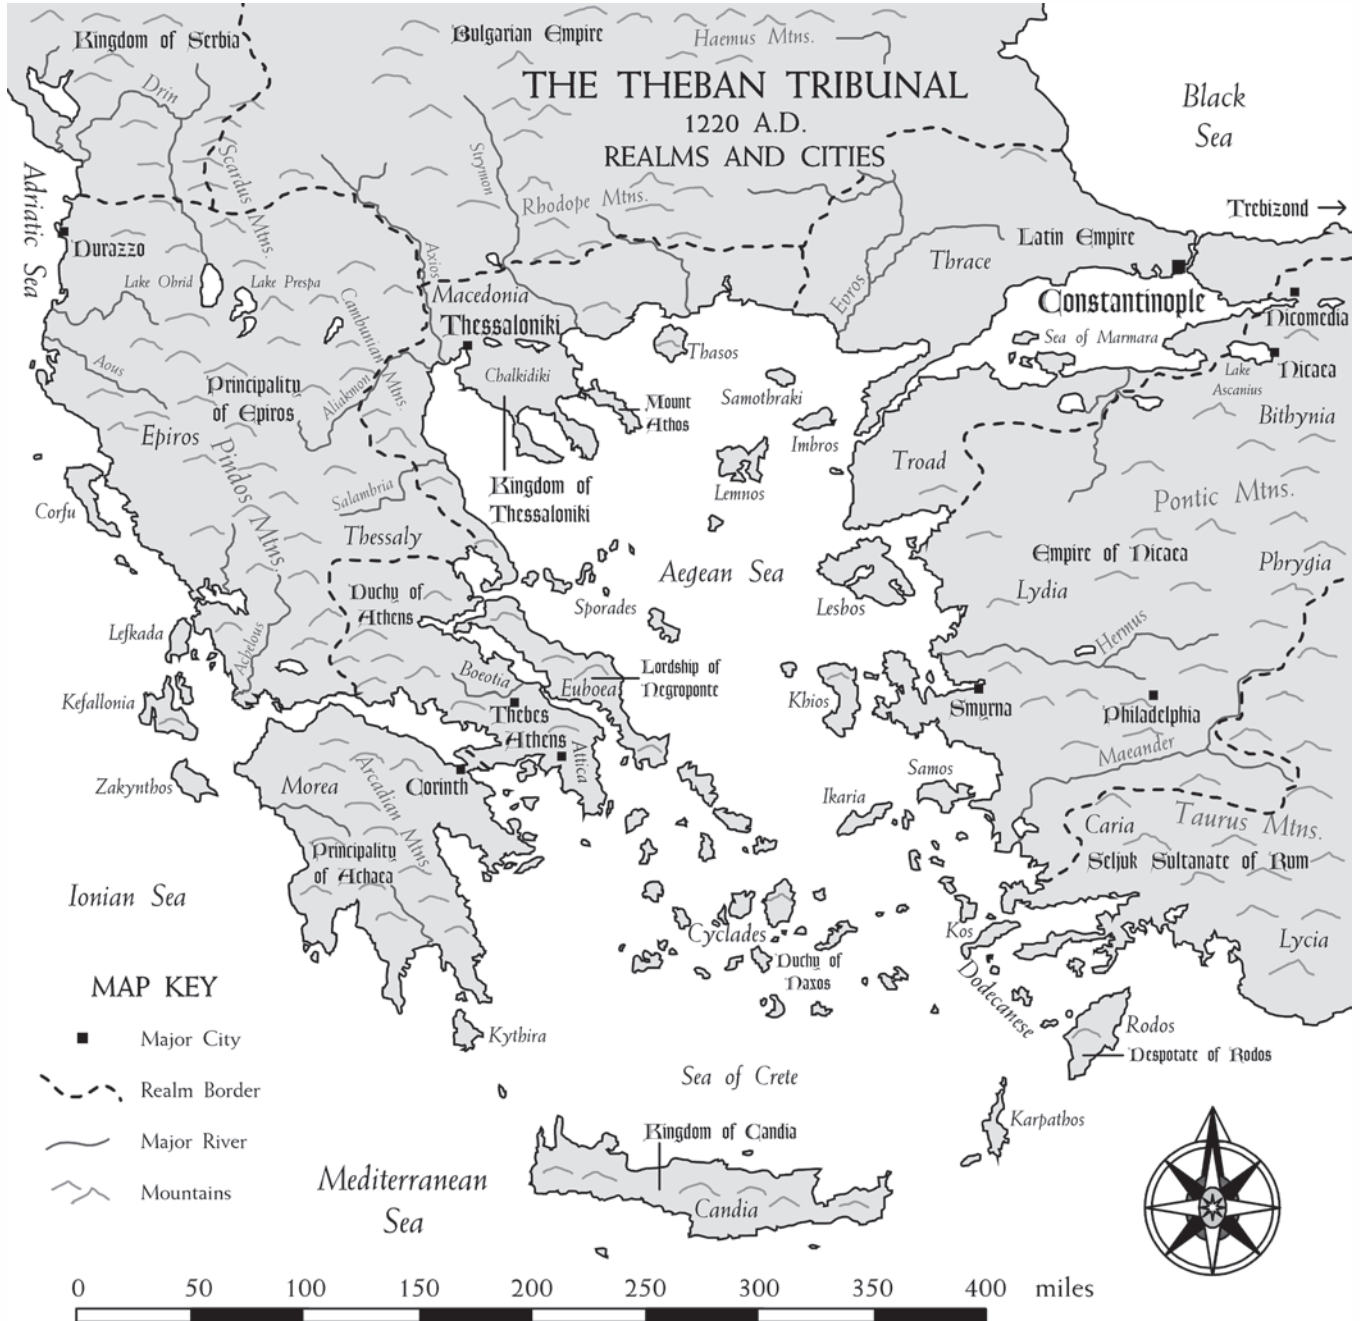 Kingdom of Serbia
Bulgarian Empire
Haemus Mtns.
THE THEBAN TRIBUNAL
1220 A.D.
REALMS AND CITIES
Black
Sea
Drin
Scardus Mtns.
Strymon
Rhodope Mtns.
Adriatic Sea
Trebizond
Durazzo
Latin Empire
Thrace
Lake Ohrid
Lake Prespa
Axios
Macedonia
Evros
Constantinople
Cambunian Mtns.
Thessaloniki
Nicomedia
Sea of Marmara
Thasos
Aous
Chalkidiki
Lake
Ascanius
Nicaea
Principality
of Epiros
Aliakmon
Samothraki
Mount
Athos
Bithynia
Epiros
Imbros
Pindos Mtns.
Troad
Kingdom of
Thessaloniki
Lemnos
Salambria
Corfu
Pontic Mtns.
Thessaly
Empire of Nicaea
Phrygia
Aegean Sea
Duchy of
Athens
Lydia
Sporades
Lesbos
Lefkada
Achelous
Hermus
Boeotia
Lordship of
Negroponte
Euboea
Kefallonia
Khios
Smyrna
Thebes
Philadelphia
Athens
Attica
Maeander
Samos
Zakynthos
Morea
Arcadian Mtns.
Corinth
Ikaria
Caria
Taurus Mtns.
Principality
of Achaea
Seljuk Sultanate of Rum
Ionian Sea
Cyclades
Kos
Lycia
Duchy of
Naxos
Dodecanese
MAP KEY
Major City
Kythira
Rodos
Despotate of Rodos
Realm Border
Sea of Crete
Karpathos
Major River
Kingdom of Candia
Mountains
Mediterranean
Sea
Candia
0 50 100 150 200 250 300 350 400 miles